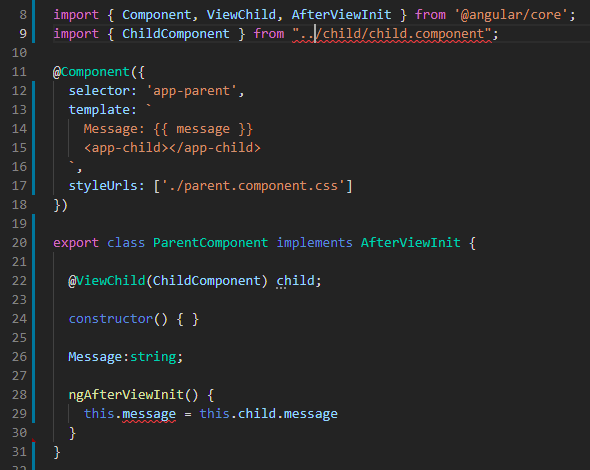 8 import { Component, ViewChild, AfterViewInit } from '@angular/core';
9 import { ChildComponent } from "../child/child.component";
10
11 @Component({
12 selector: 'app-parent',
13 template: `
14 Message: {{ message }}
15 <app-child></app-child>
16 `,
17 styleUrls: ['./parent.component.css']
18 })
19
20 export class ParentComponent implements AfterViewInit {
21
22 @ViewChild(ChildComponent) child;
23
24 constructor() { }
25
26 Message:string;
27
28 ngAfterViewInit() {
29 this.message = this.child.message
30 }
31 }